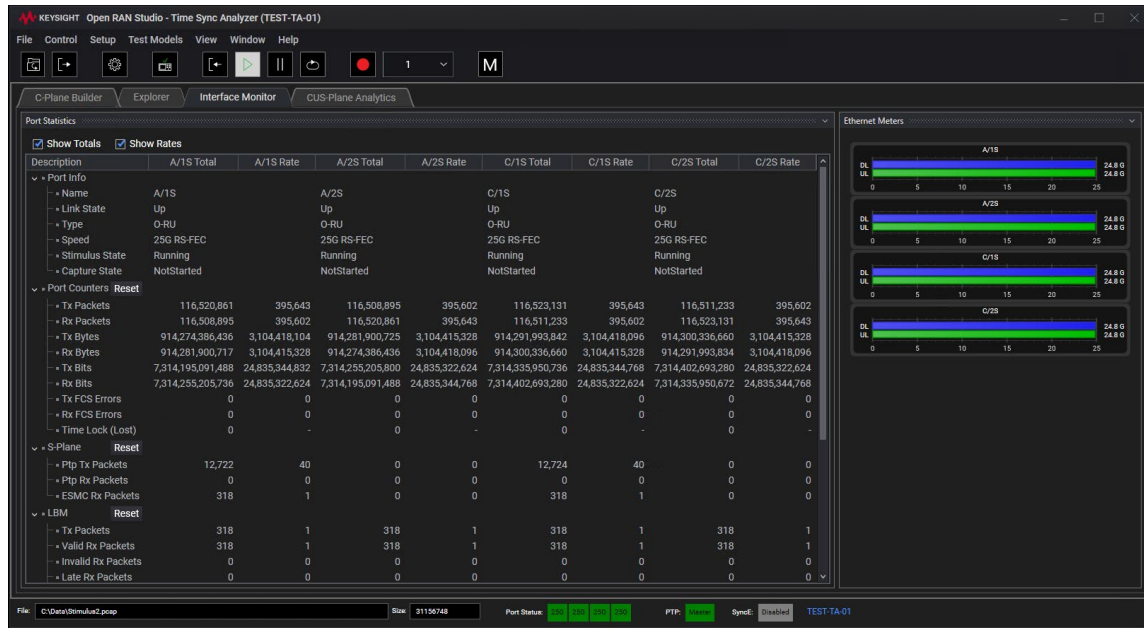 KEYSIGHT Open RAN Studio - Time Sync Analyzer (TEST-TA-01)
File Control Setup Test Models View Window Help
1 M
C-Plane Builder Explorer Interface Monitor CUS-Plane Analytics
Port Statistics
Show Totals Show Rates
Description A/1S Total A/1S Rate A/2S Total A/2S Rate C/1S Total C/1S Rate C/2S Total C/2S Rate
Port Info
Name A/1S A/2S C/1S C/2S
Link State Up Up Up Up
Type O-RU O-RU O-RU O-RU
Speed 25G RS-FEC 25G RS-FEC 25G RS-FEC 25G RS-FEC
Stimulus State Running Running Running Running
Capture State NotStarted NotStarted NotStarted NotStarted
Port Counters Reset
Tx Packets 116,520,861 395,643 116,508,895 395,602 116,523,131 395,643 116,511,233 395,602
Rx Packets 116,508,895 395,602 116,520,861 395,643 116,511,233 395,602 116,523,131 395,643
Tx Bytes 914,274,386,436 3,104,418,104 914,281,900,725 3,104,415,328 914,291,993,842 3,104,418,096 914,300,336,660 3,104,415,328
Rx Bytes 914,281,900,717 3,104,415,328 914,274,386,436 3,104,418,096 914,300,336,660 3,104,415,328 914,291,993,834 3,104,418,096
Tx Bits 7,314,195,091,488 24,835,344,832 7,314,255,205,800 24,835,322,624 7,314,335,950,736 24,835,344,768 7,314,402,693,280 24,835,322,624
Rx Bits 7,314,255,205,736 24,835,322,624 7,314,195,091,488 24,835,344,768 7,314,402,693,280 24,835,322,624 7,314,335,950,672 24,835,344,768
Tx FCS Errors 0 0 0 0 0 0 0 0
Rx FCS Errors 0 0 0 0 0 0 0 0
Time Lock (Lost) 0 - 0 - 0 - 0 -
S-Plane Reset
Ptp Tx Packets 12,722 40 0 0 12,724 40 0 0
Ptp Rx Packets 0 0 0 0 0 0 0 0
ESMC Rx Packets 318 1 0 0 318 1 0 0
LBM Reset
Tx Packets 318 1 318 1 318 1 318 1
Valid Rx Packets 318 1 318 1 318 1 318 1
Invalid Rx Packets 0 0 0 0 0 0 0 0
Late Rx Packets 0 0 0 0 0 0 0 0
Ethernet Meters
A/1S
DL 24.8 G
UL 24.8 G
0 5 10 15 20 25
A/2S
DL 24.8 G
UL 24.8 G
0 5 10 15 20 25
C/1S
DL 24.8 G
UL 24.8 G
0 5 10 15 20 25
C/2S
DL 24.8 G
UL 24.8 G
0 5 10 15 20 25
File: C:\Data\Stimulus2.pcap Size: 31156748 Port Status: 25G 25G 25G 25G PTP: Master SyncE: Disabled TEST-TA-01